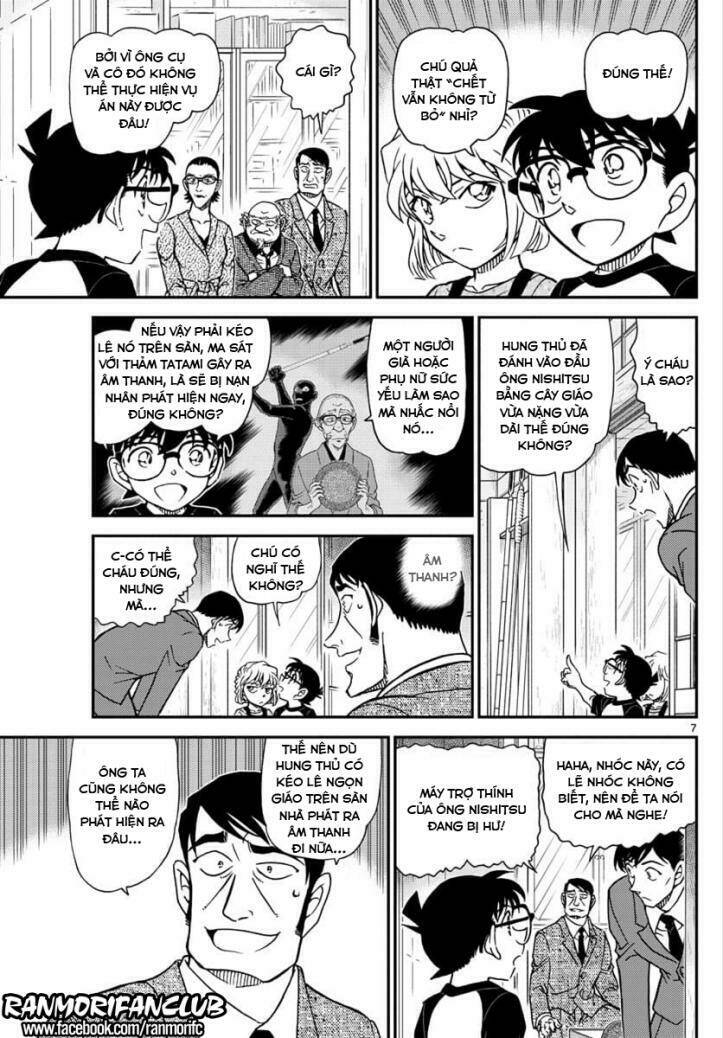 ĐÚNG THẾ!
CHÚ QUẢ
THẬT "CHẾT
VẪN KHÔNG TỪ
BỎ" NHỈ?
CÁI GÌ?
BỞI VÌ ÔNG CỤ
VÀ CÔ ĐÓ KHÔNG
THỂ THỰC HIỆN VỤ
ÁN NÀY ĐƯỢC
ĐÂU!
Ý CHÁU
LÀ SAO?
HUNG THỦ ĐÃ
ĐÁNH VÀO ĐẦU
ÔNG NISHITSU
BẰNG CÂY GIÁO
VỪA NẶNG VỪA
DÀI THẾ ĐÚNG
KHÔNG?
MỘT NGƯỜI
GIÀ HOẶC
PHỤ NỮ SỨC
YẾU LÀM SAO
MÀ NHẤC NỔI
NÓ...
NẾU VẬY PHẢI KÉO
LÊ NÓ TRÊN SÀN, MA SÁT
VỚI THẢM TATAMI GÂY RA
ÂM THANH, LÀ SẼ BỊ NẠN
NHÂN PHÁT HIỆN NGAY,
ĐÚNG KHÔNG?
ÂM
THANH?
CHÚ CÓ
NGHĨ THẾ
KHÔNG?
C-CÓ THỂ
CHÁU ĐÚNG,
NHƯNG
MÀ...
7
HAHA, NHÓC NÀY, CÓ
LẼ NHÓC KHÔNG
BIẾT, NÊN ĐỂ TA NÓI
CHO MÀ NGHE!
MÁY TRỢ THÍNH
CỦA ÔNG NISHITSU
ĐANG BỊ HƯ!
THẾ NÊN DÙ
HUNG THỦ CÓ
KÉO LÊ NGỌN
GIÁO TRÊN SÀN
NHÀ PHÁT RA
ÂM THANH
ĐI NỮA...
ÔNG TA
CŨNG KHÔNG
THỂ NÀO
PHÁT HIỆN RA
ĐÂU...
RANMORIFANCLUB
www.facebook.com/ranmorifc